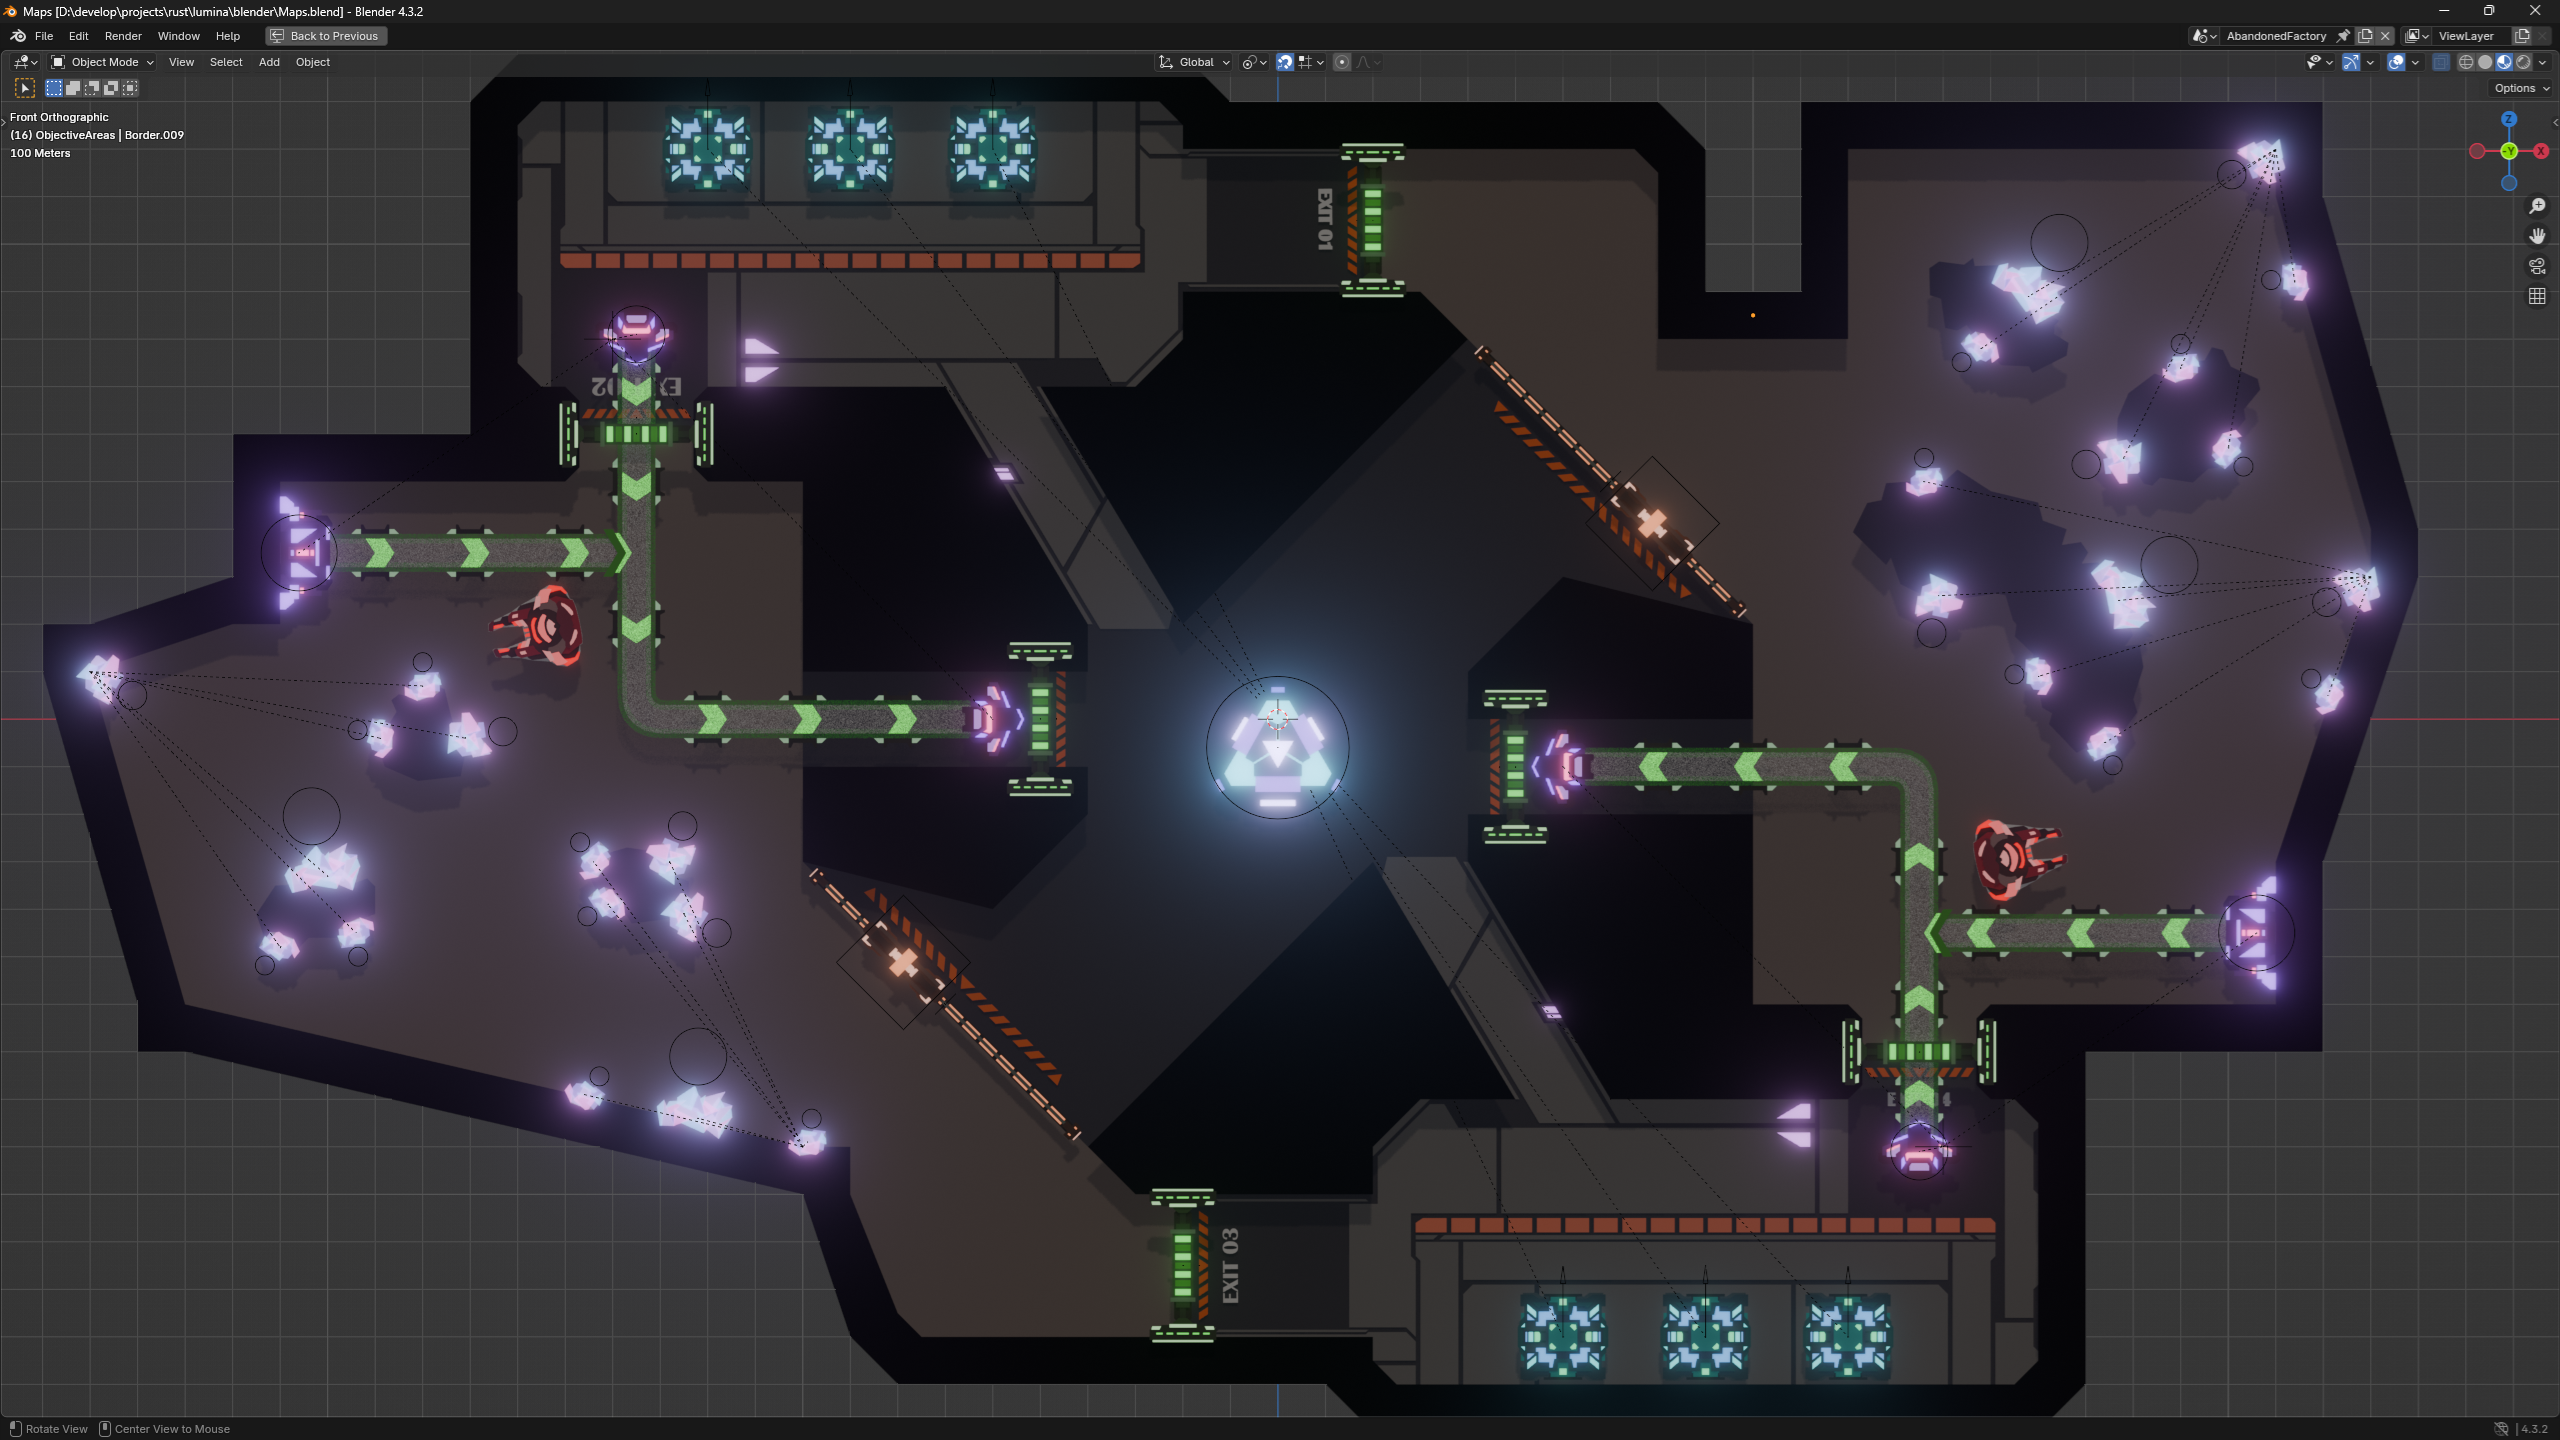 Maps [D:\develop\projects\rust\lumina\blender\Maps.blend] - Blender 4.3.2
File Edit Render Window Help Back to Previous
AbandonedFactory
ViewLayer
Object Mode View Select Add Object
Global
Options
Front Orthographic
(16) ObjectiveAreas | Border.009
100 Meters
Z
X
-Y
EXIT 01
EXIT 03
Rotate View
Center View to Mouse
4.3.2